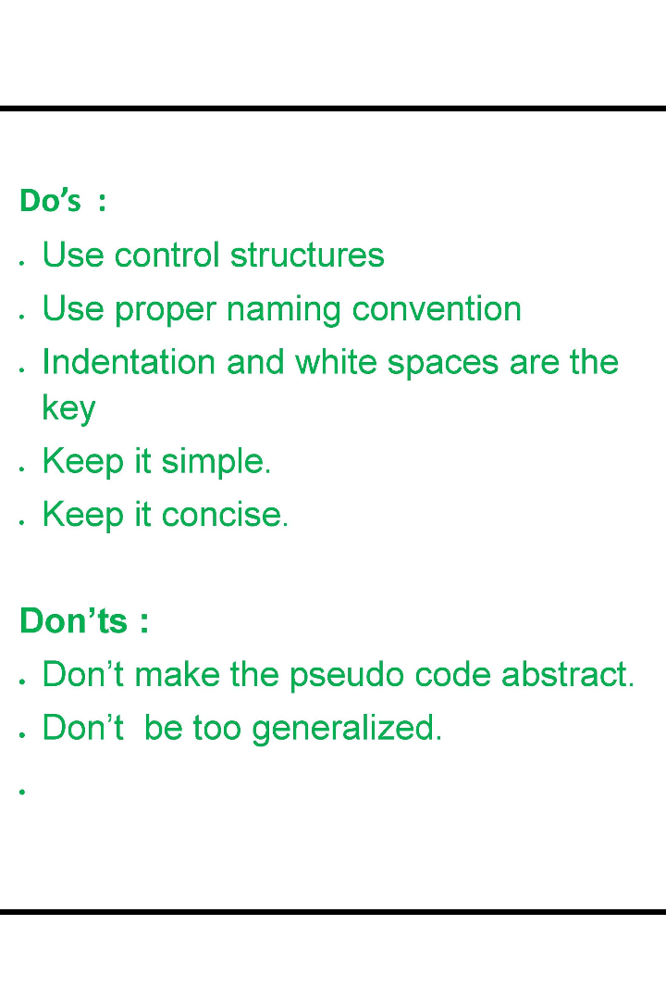 Do’s :
• Use control structures
• Use proper naming convention
• Indentation and white spaces are the
key
• Keep it simple.
• Keep it concise.
Don’ts :
• Don’t make the pseudo code abstract.
• Don’t  be too generalized.
•